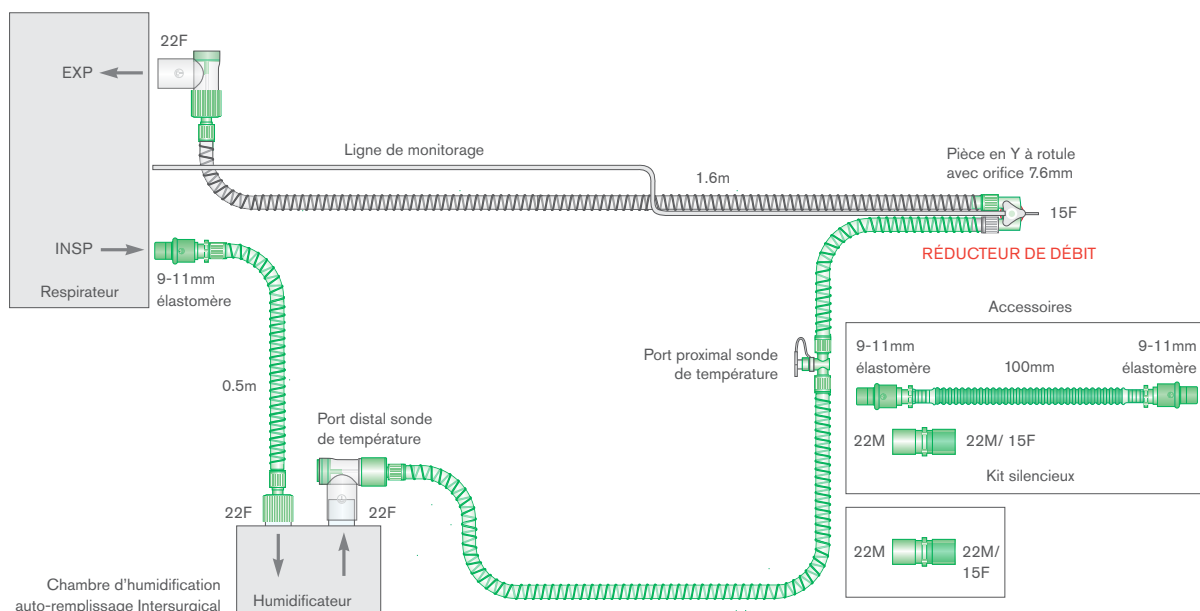 22F
EXP
Ligne de monitorage
1.6m
Pièce en Y à rotule
avec orifice 7.6mm
15F
RÉDUCTEUR DE DÉBIT
INSP
Respirateur
9-11mm
élastomère
0.5m
Port distal sonde
de température
Port proximal sonde
de température
22F
22F
Chambre d'humidification
auto-remplissage Intersurgical
Humidificateur
Accessoires
9-11mm
élastomère
100mm
9-11mm
élastomère
22M
22M/ 15F
Kit silencieux
22M
22M/
15F